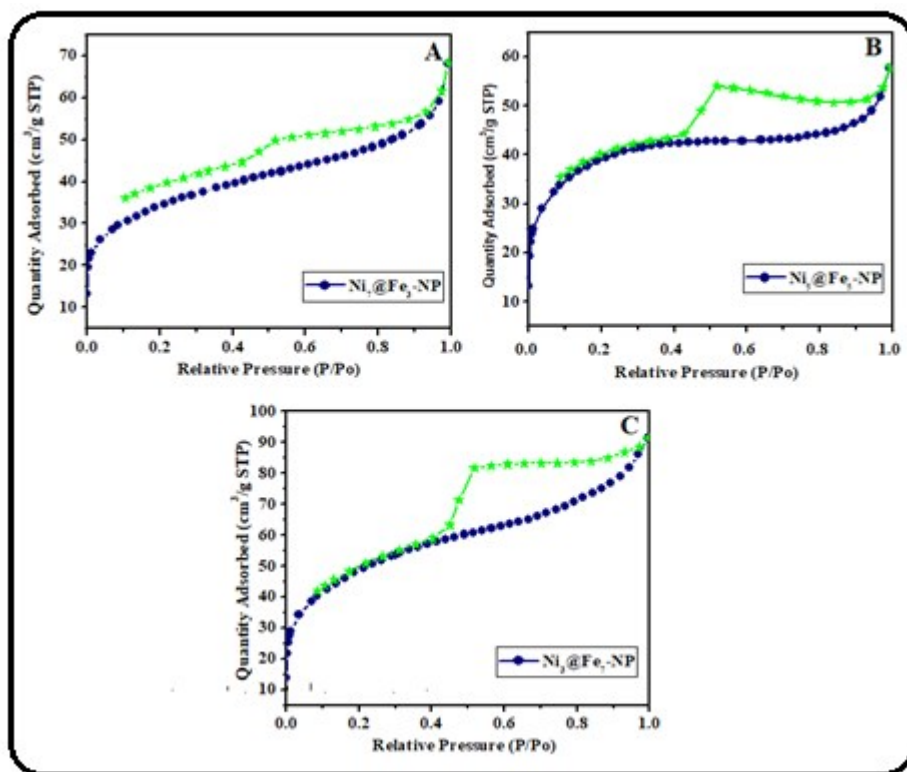 A
Quantity Adsorbed (cm³/g STP)
70
60
50
40
30
20
10
0.0 0.2 0.4 0.6 0.8 1.0
Relative Pressure (P/Po)
Ni₇@Fe₃-NP
B
Quantity Adsorbed (cm³/g STP)
60
50
40
30
20
10
0.0 0.2 0.4 0.6 0.8 1.0
Relative Pressure (P/Po)
Ni₅@Fe₅-NP
C
Quantity Adsorbed (cm³/g STP)
100
90
80
70
60
50
40
30
20
10
0.0 0.2 0.4 0.6 0.8 1.0
Relative Pressure (P/Po)
Ni₃@Fe₇-NP